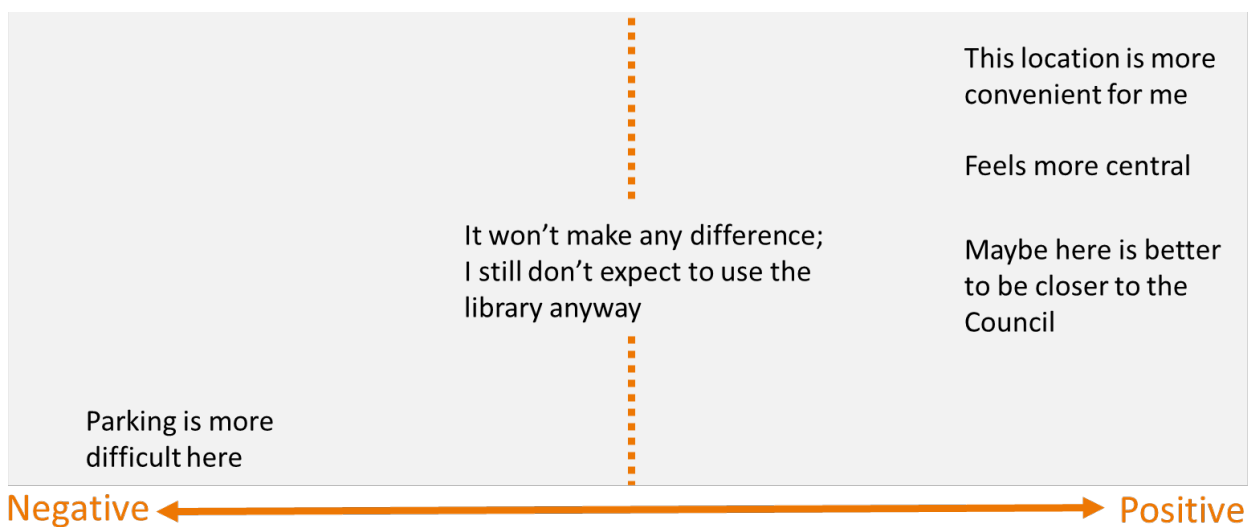 This location is more
convenient for me
Feels more central
It won’t make any difference;
I still don’t expect to use the
library anyway
Maybe here is better
to be closer to the
Council
Parking is more
difficult here
Negative
Positive